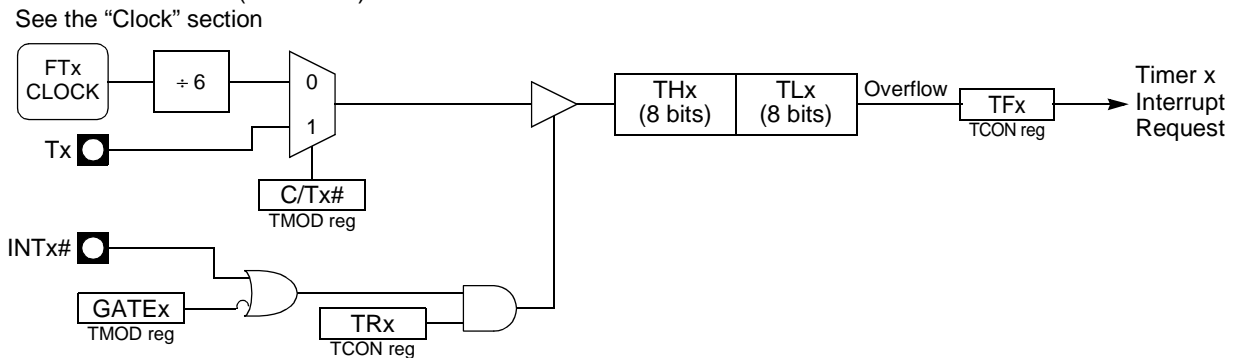 See the “Clock” section
FTx
CLOCK
÷ 6
0
1
Tx
C/Tx#
TMOD reg
THx
(8 bits)
TLx
(8 bits)
Overflow
TFx
TCON reg
Timer x
Interrupt
Request
INTx#
GATEx
TMOD reg
TRx
TCON reg